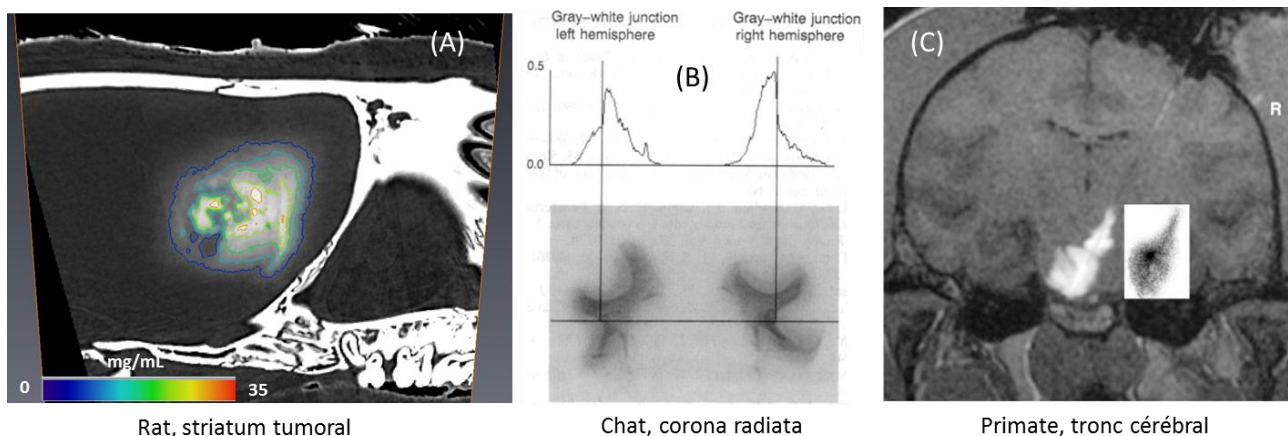 (A)
mg/mL
0
35
Rat, striatum tumoral
Gray–white junction
left hemisphere
Gray–white junction
right hemisphere
(B)
0.5
0.0
Chat, corona radiata
(C)
R
Primate, tronc cérébral